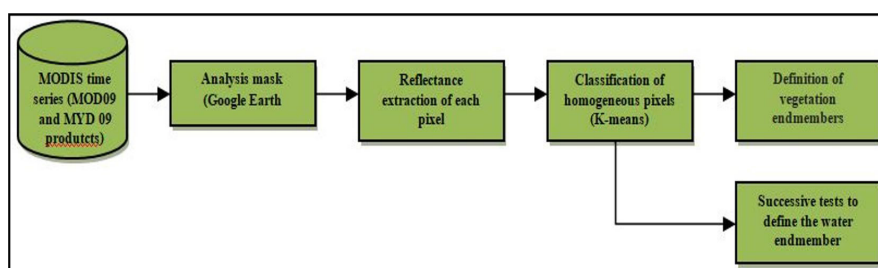 MODIS time
series (MOD09
and MYD 09
produtcts)
Analysis mask
(Google Earth
Reflectance
extraction of each
pixel
Classification of
homogeneous pixels
(K-means)
Definition of
vegetation
endmembers
Successive tests to
define the water
endmember